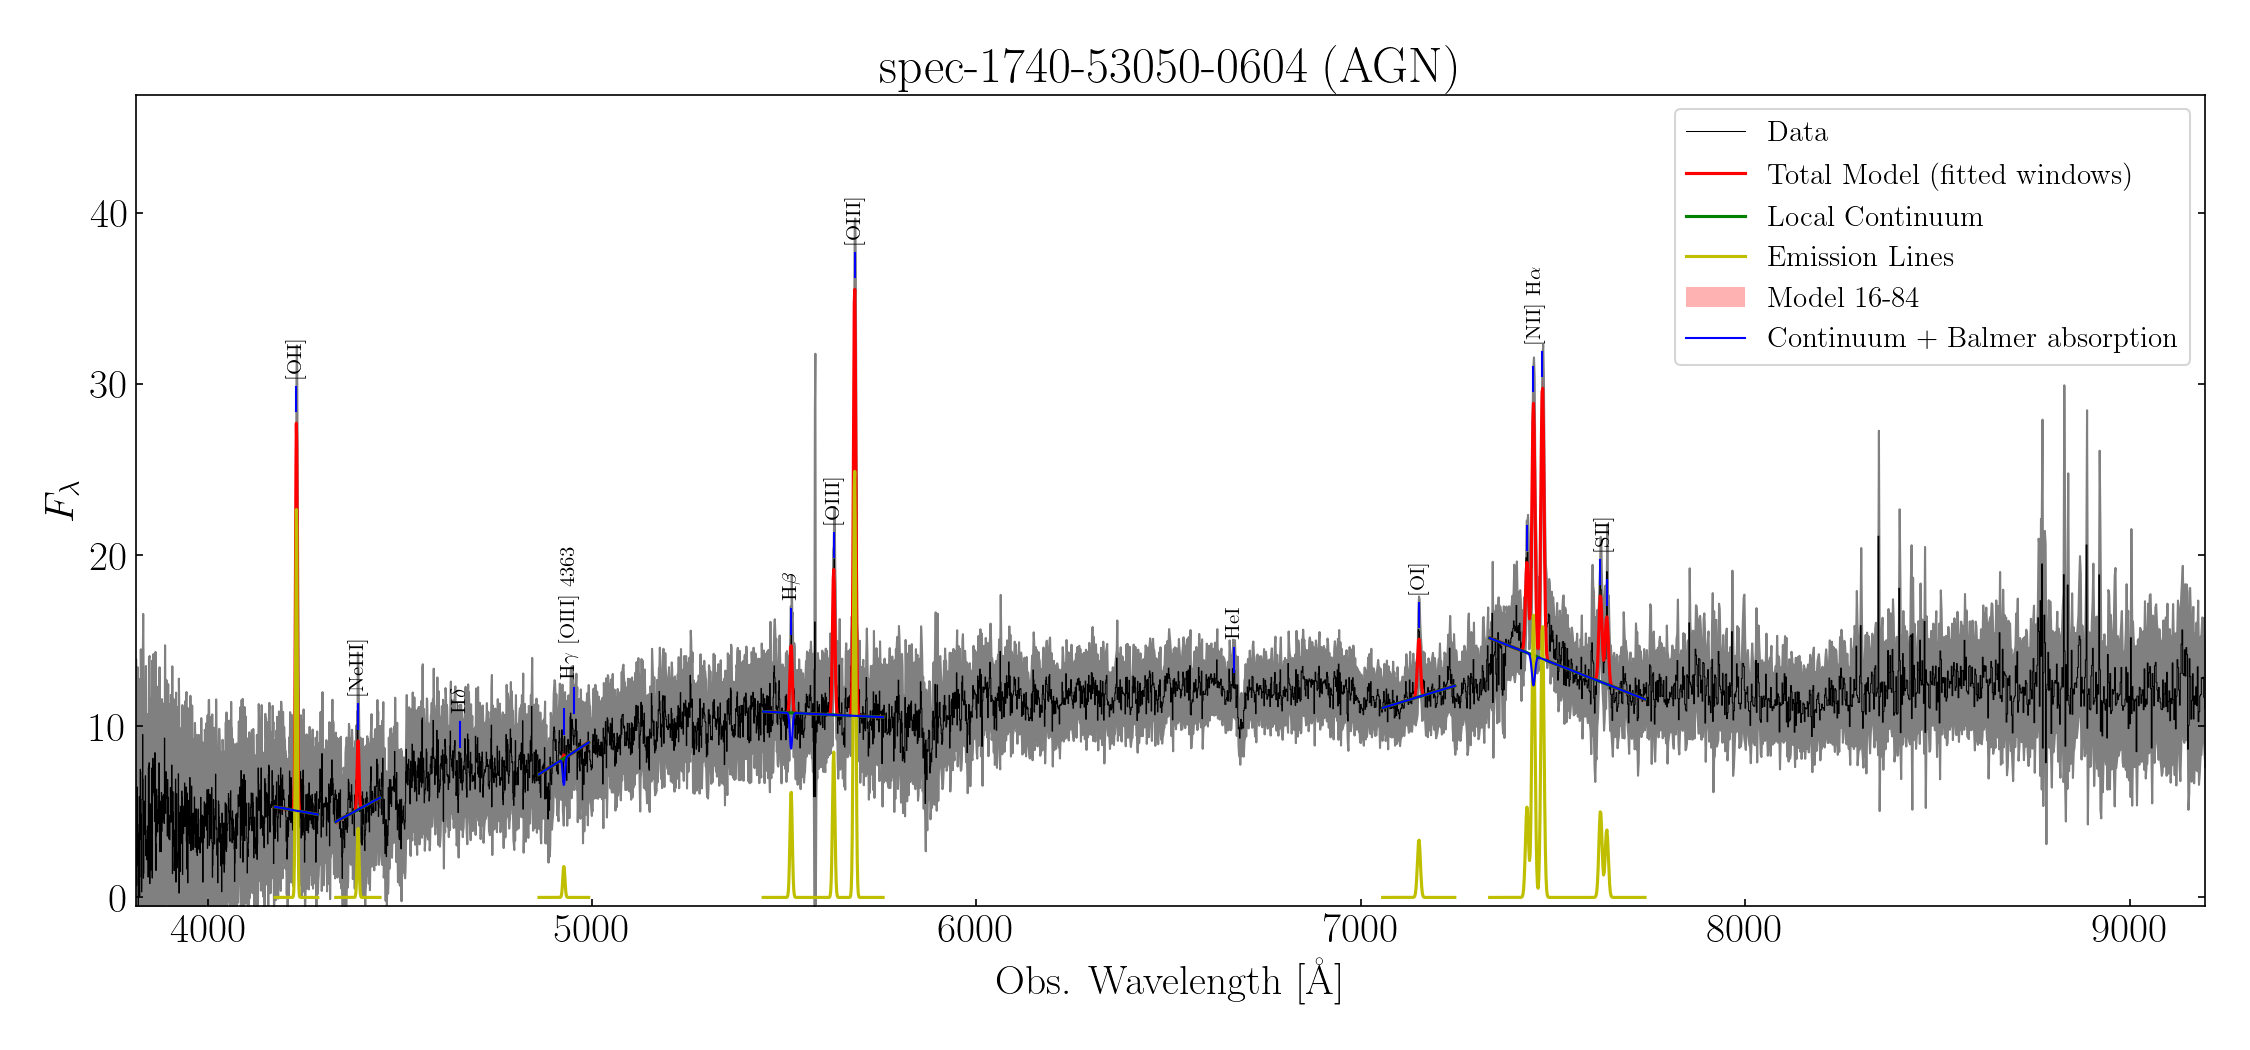 spec-1740-53050-0604 (AGN)
Data
Total Model (fitted windows)
Local Continuum
Emission Lines
Model 16-84
Continuum + Balmer absorption
[OII]
[NeIII]
Hδ
Hγ [OIII] 4363
Hβ
[OIII]
[OIII]
HeI
[OI]
[NII] Hα
[SII]
Fλ
40
30
20
10
0
4000
5000
6000
7000
8000
9000
Obs. Wavelength [Å]